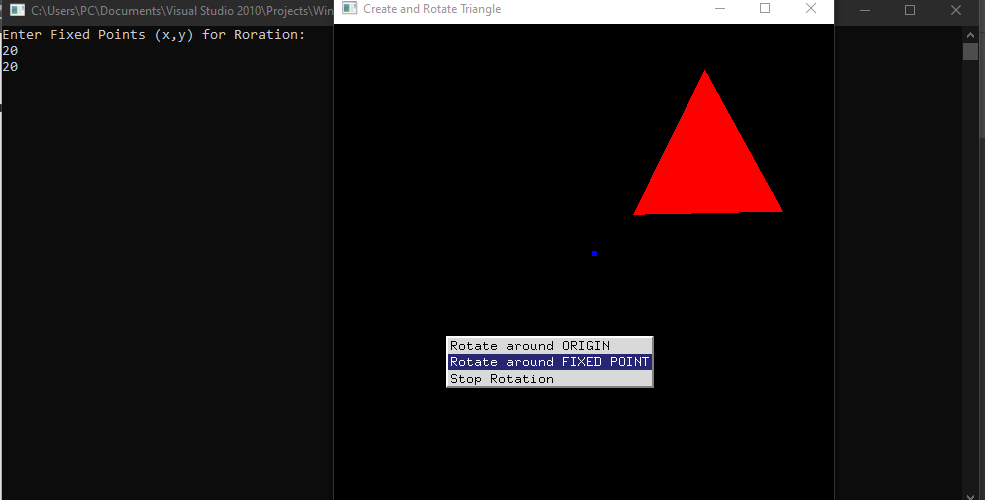 C:\Users\PC\Documents\Visual Studio 2010\Projects\Win
Create and Rotate Triangle
Enter Fixed Points (x,y) for Roration:
20
20
Rotate around ORIGIN
Rotate around FIXED POINT
Stop Rotation